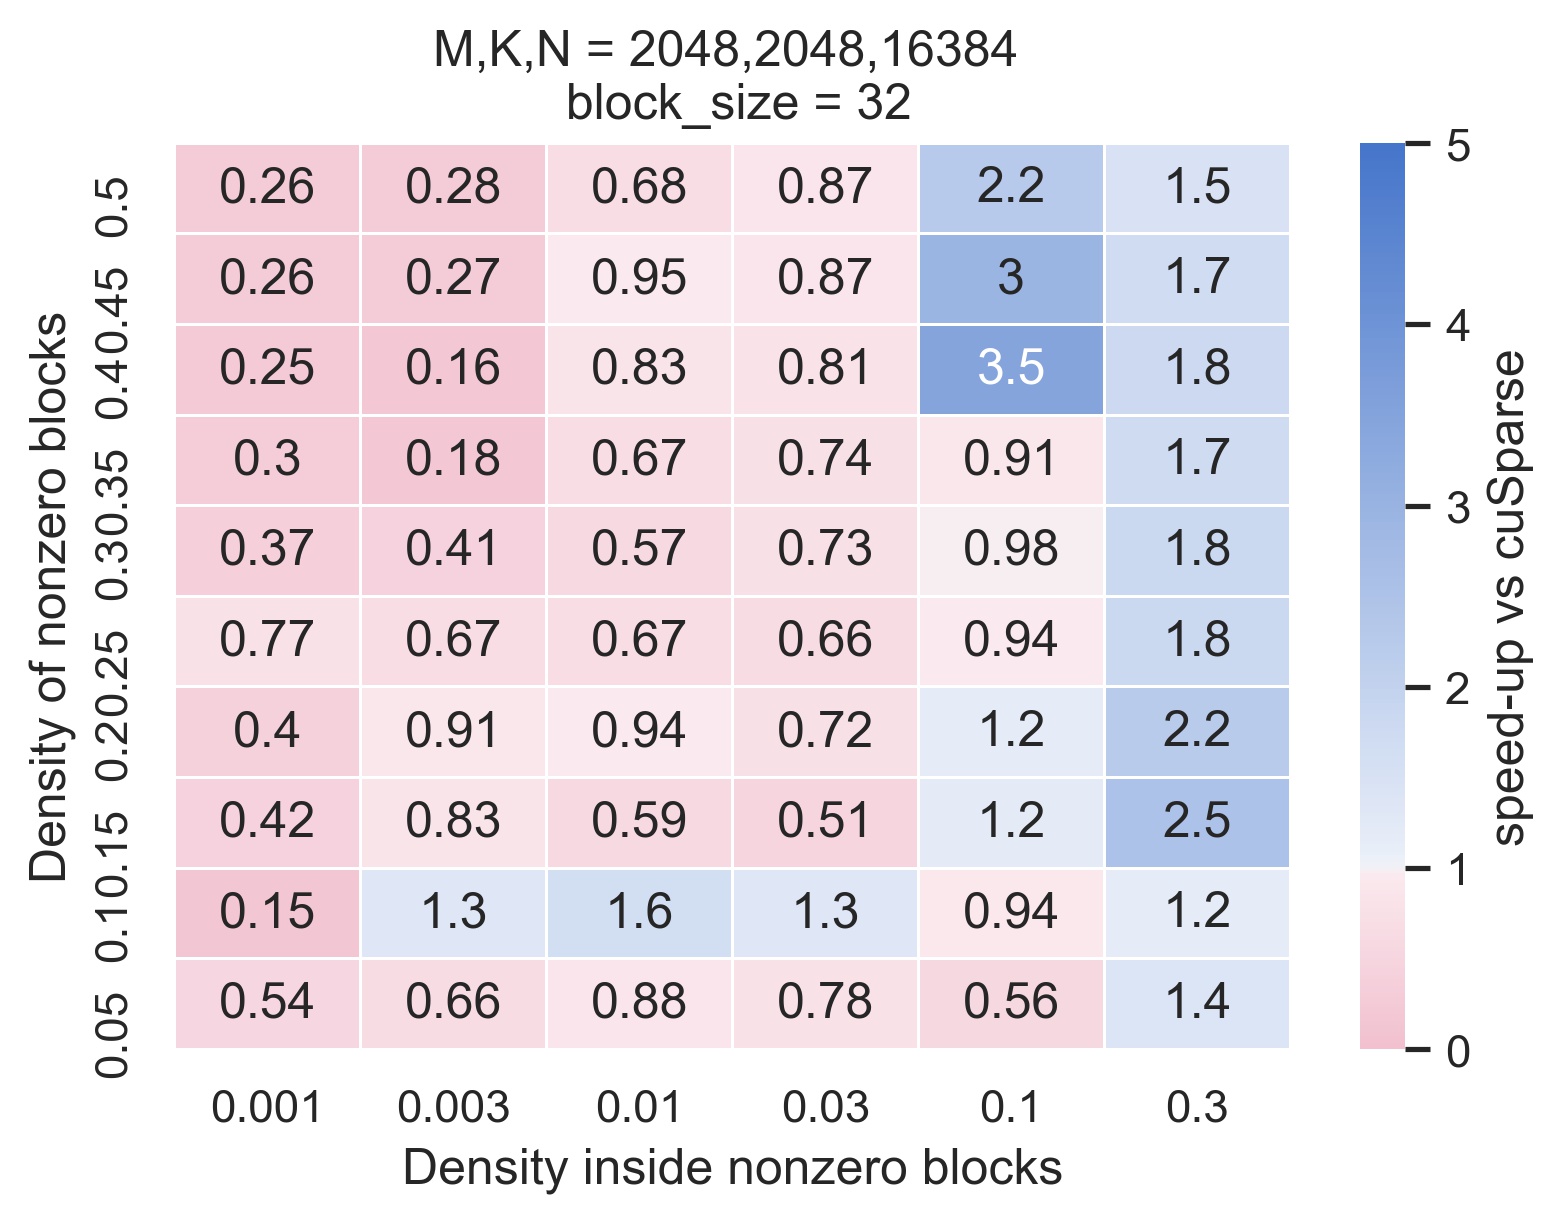 M,K,N = 2048,2048,16384
block_size = 32
Density of nonzero blocks
0.5 0.26 0.28 0.68 0.87 2.2 1.5
0.45 0.26 0.27 0.95 0.87 3 1.7
0.4 0.25 0.16 0.83 0.81 3.5 1.8
0.35 0.3 0.18 0.67 0.74 0.91 1.7
0.3 0.37 0.41 0.57 0.73 0.98 1.8
0.25 0.77 0.67 0.67 0.66 0.94 1.8
0.2 0.4 0.91 0.94 0.72 1.2 2.2
0.15 0.42 0.83 0.59 0.51 1.2 2.5
0.1 0.15 1.3 1.6 1.3 0.94 1.2
0.05 0.54 0.66 0.88 0.78 0.56 1.4
0.001 0.003 0.01 0.03 0.1 0.3
Density inside nonzero blocks
5
4
3
2
1
0
speed-up vs cuSparse